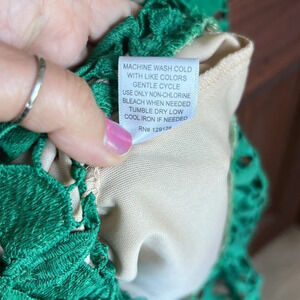 MACHINE WASH COLD
WITH LIKE COLORS
GENTLE CYCLE
USE ONLY NON-CHLORINE
BLEACH WHEN NEEDED
TUMBLE DRY LOW
COOL IRON IF NEEDED
RN#